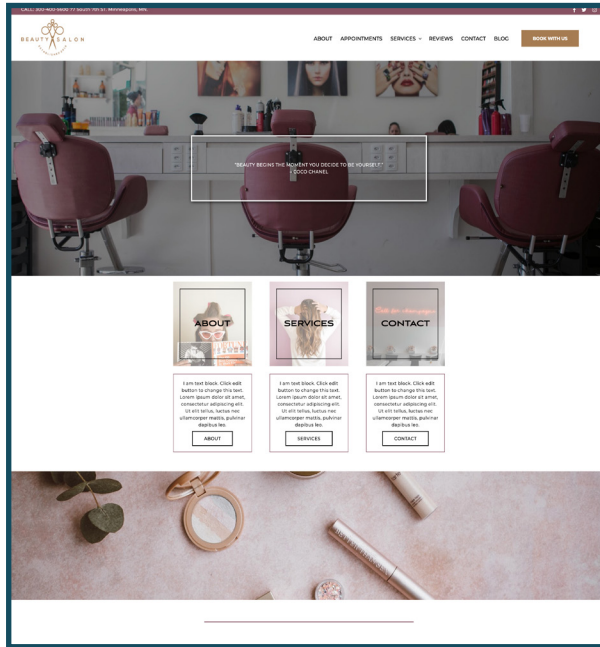 CALL: 300-400-5600 77 South 7th ST. Minneapolis, MN.
BEAUTY SALON
ABOUT APPOINTMENTS SERVICES REVIEWS CONTACT BLOG BOOK WITH US
"BEAUTY BEGINS THE MOMENT YOU DECIDE TO BE YOURSELF."
- COCO CHANEL
ABOUT SERVICES CONTACT
I am text block. Click edit
button to change this text.
Lorem ipsum dolor sit amet,
consectetur adipiscing elit.
Ut elit tellus, luctus nec
ullamcorper mattis, pulvinar
dapibus leo.
ABOUT
I am text block. Click edit
button to change this text.
Lorem ipsum dolor sit amet,
consectetur adipiscing elit.
Ut elit tellus, luctus nec
ullamcorper mattis, pulvinar
dapibus leo.
SERVICES
I am text block. Click edit
button to change this text.
Lorem ipsum dolor sit amet,
consectetur adipiscing elit.
Ut elit tellus, luctus nec
ullamcorper mattis, pulvinar
dapibus leo.
CONTACT